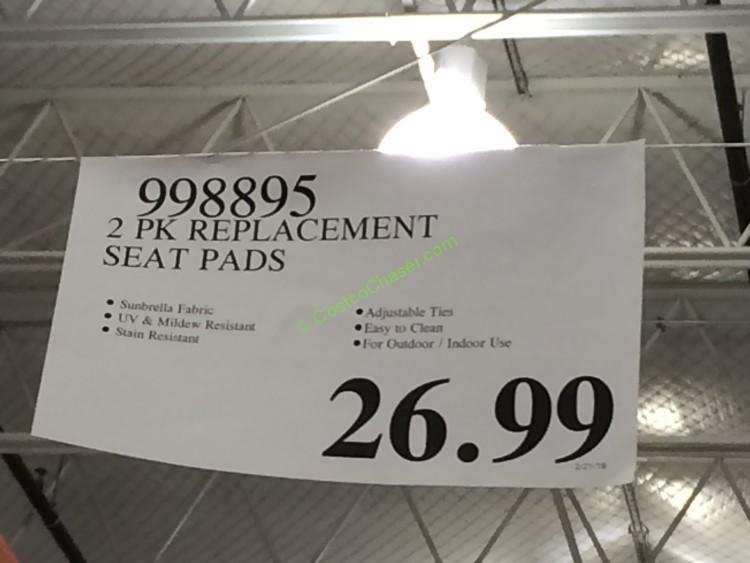 998895
2 PK REPLACEMENT
SEAT PADS
• Sunbrella Fabric
• UV & Mildew Resistant
• Stain Resistant
• Adjustable Ties
• Easy to Clean
• For Outdoor / Indoor Use
© CostcoChaser.com
26.99